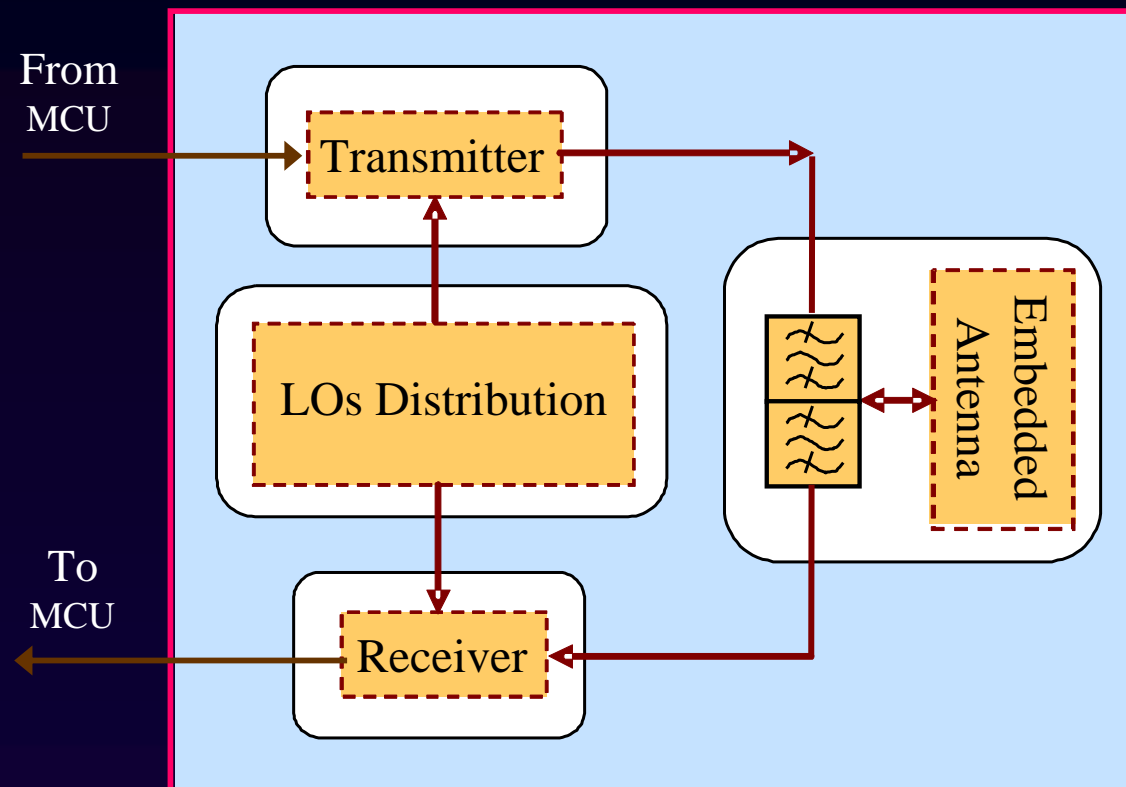 From
MCU
Transmitter
LOs Distribution
Embedded
Antenna
To
MCU
Receiver